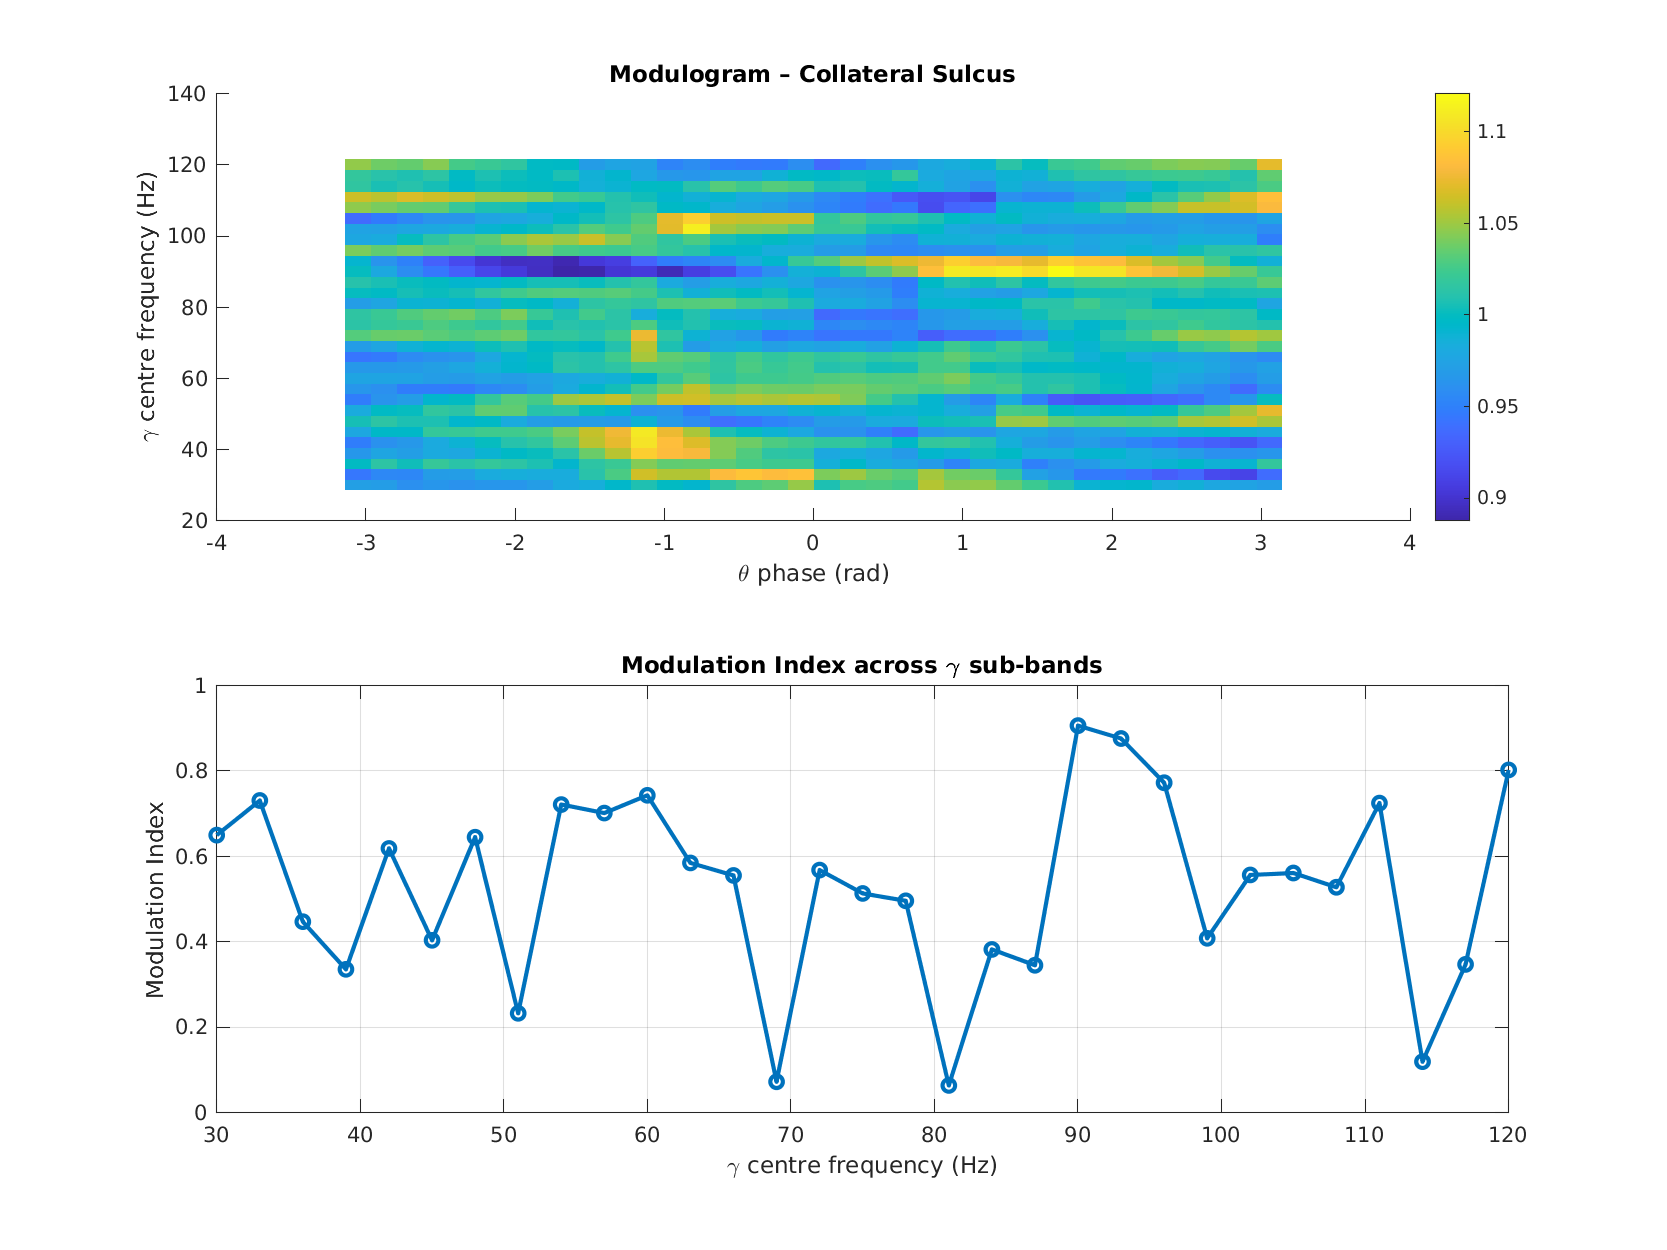 Modulogram – Collateral Sulcus
140
120
100
80
60
40
20
γ centre frequency (Hz)
-4 -3 -2 -1 0 1 2 3 4
θ phase (rad)
1.1
1.05
1
0.95
0.9
Modulation Index across γ sub-bands
1
0.8
0.6
0.4
0.2
0
Modulation Index
30 40 50 60 70 80 90 100 110 120
γ centre frequency (Hz)